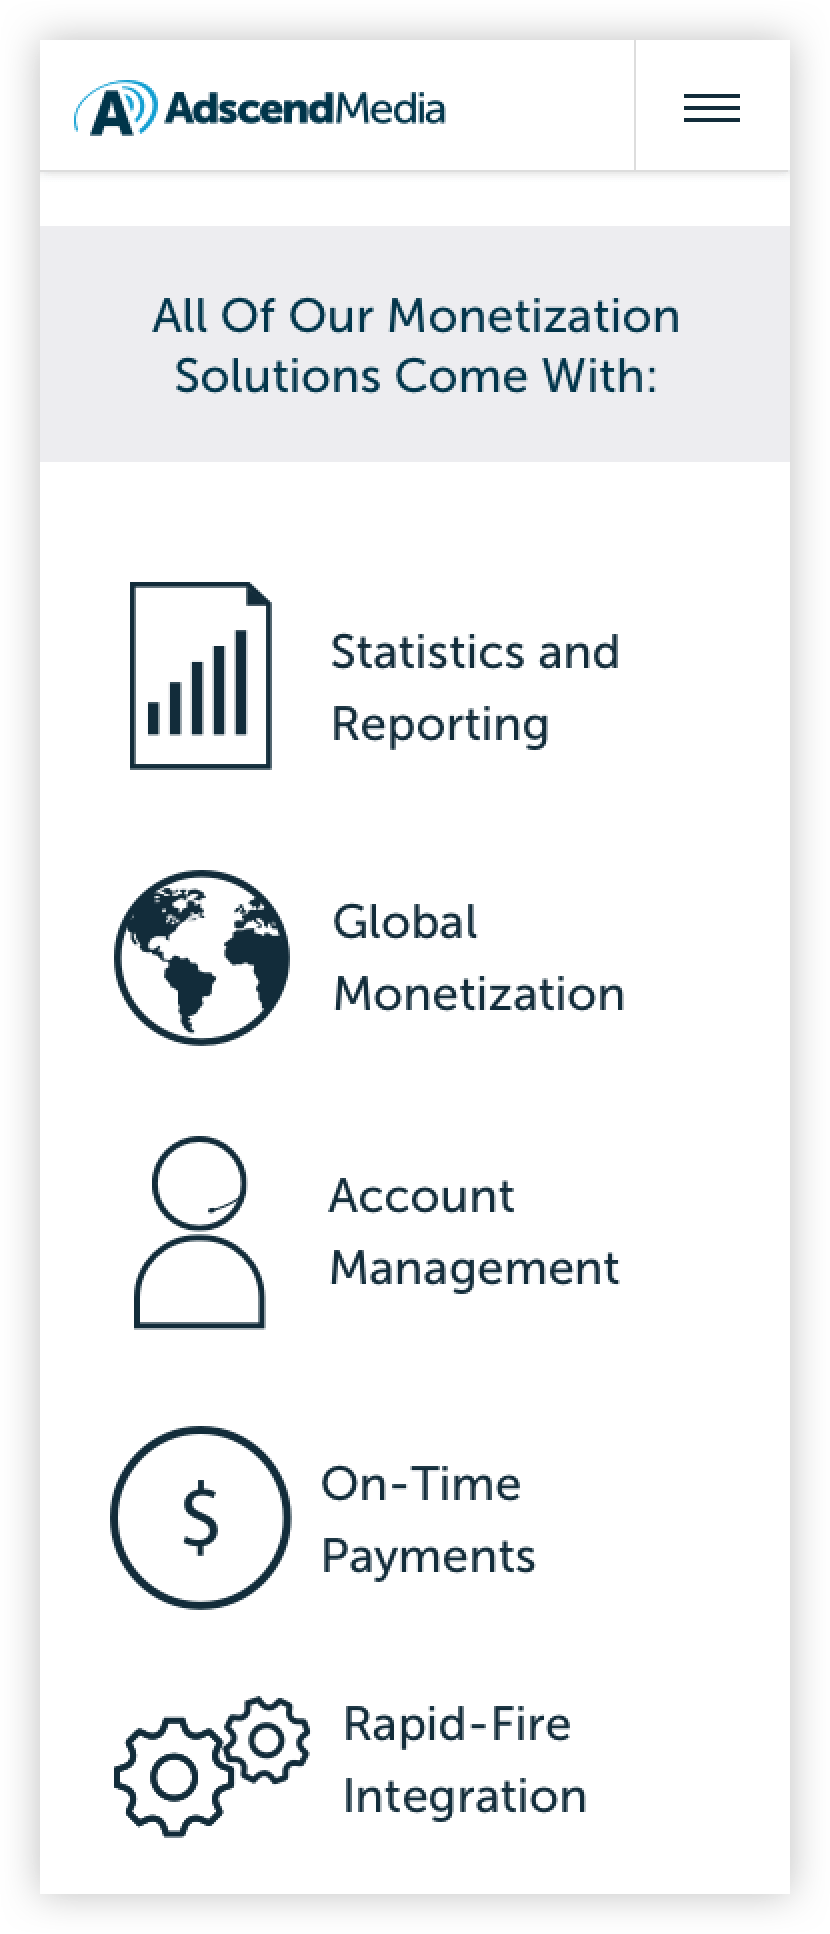 AdscendMedia
All Of Our Monetization
Solutions Come With:
Statistics and
Reporting
Global
Monetization
Account
Management
$
On-Time
Payments
Rapid-Fire
Integration